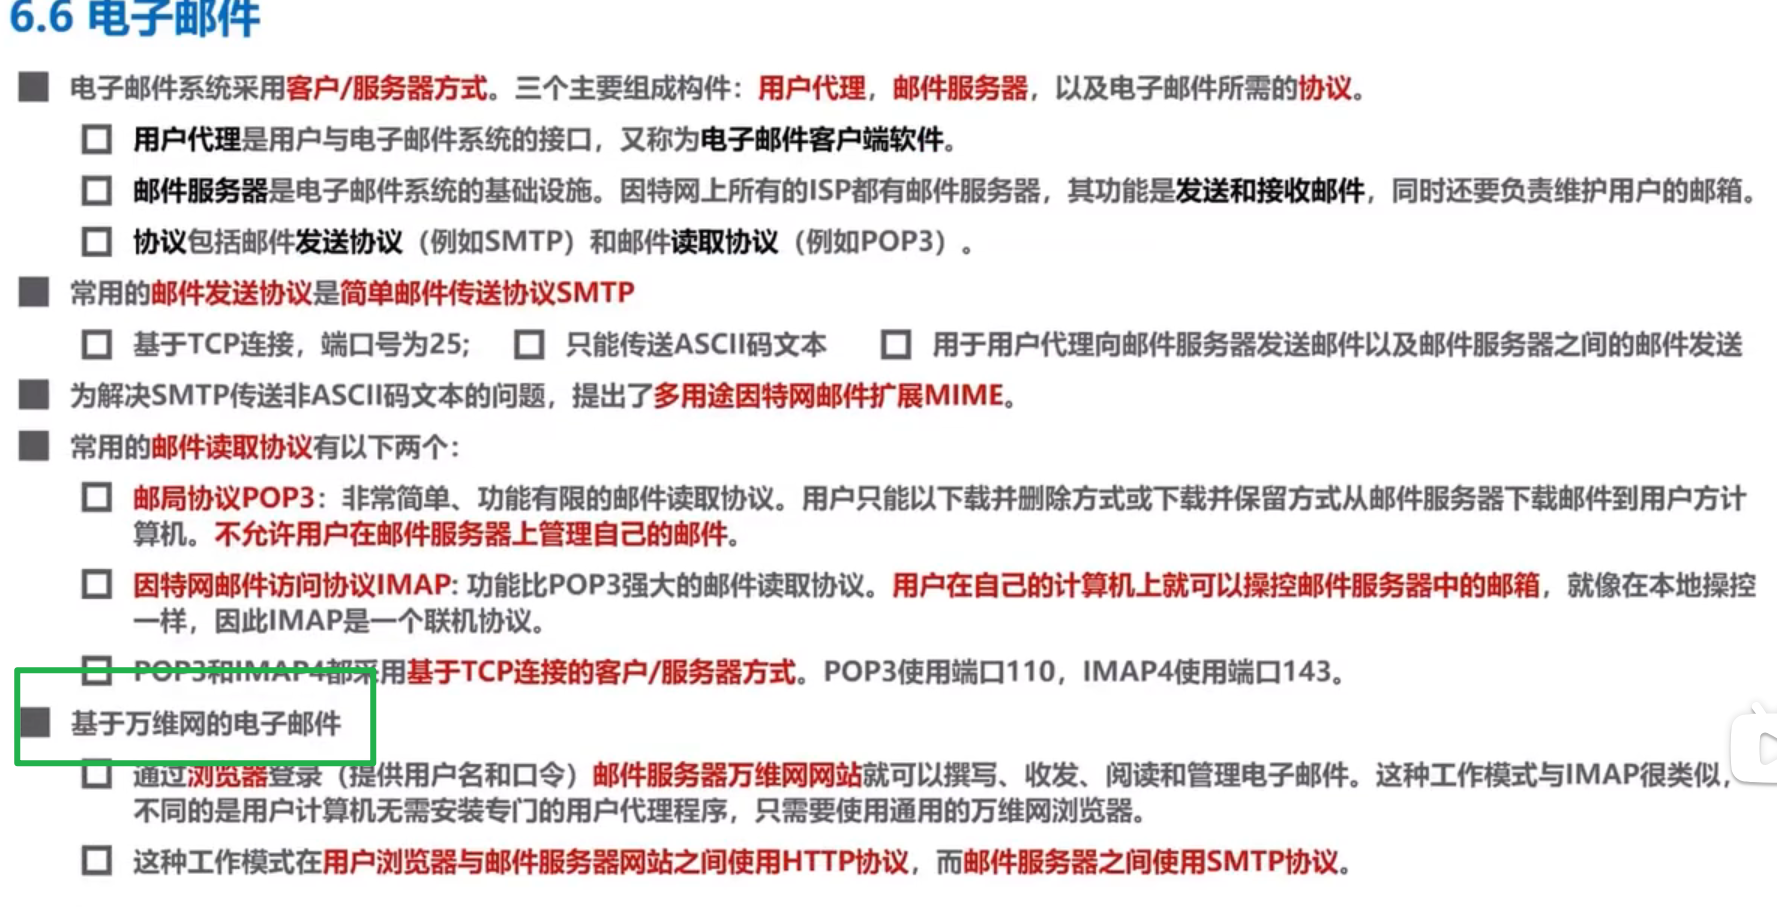 6.6 电子邮件
电子邮件系统采用客户/服务器方式。三个主要组成构件：用户代理，邮件服务器，以及电子邮件所需的协议。
用户代理是用户与电子邮件系统的接口，又称为电子邮件客户端软件。
邮件服务器是电子邮件系统的基础设施。因特网上所有的ISP都有邮件服务器，其功能是发送和接收邮件，同时还要负责维护用户的邮箱。
协议包括邮件发送协议（例如SMTP）和邮件读取协议（例如POP3）。
常用的邮件发送协议是简单邮件传送协议SMTP
基于TCP连接，端口号为25; 只能传送ASCII码文本 用于用户代理向邮件服务器发送邮件以及邮件服务器之间的邮件发送
为解决SMTP传送非ASCII码文本的问题，提出了多用途因特网邮件扩展MIME。
常用的邮件读取协议有以下两个：
邮局协议POP3：非常简单、功能有限的邮件读取协议。用户只能以下载并删除方式或下载并保留方式从邮件服务器下载邮件到用户方计
算机。不允许用户在邮件服务器上管理自己的邮件。
因特网邮件访问协议IMAP: 功能比POP3强大的邮件读取协议。用户在自己的计算机上就可以操控邮件服务器中的邮箱，就像在本地操控
一样，因此IMAP是一个联机协议。
POP3和IMAP4都采用基于TCP连接的客户/服务器方式。POP3使用端口110，IMAP4使用端口143。
基于万维网的电子邮件
通过浏览器登录（提供用户名和口令）邮件服务器万维网网站就可以撰写、收发、阅读和管理电子邮件。这种工作模式与IMAP很类似，
不同的是用户计算机无需安装专门的用户代理程序，只需要使用通用的万维网浏览器。
这种工作模式在用户浏览器与邮件服务器网站之间使用HTTP协议，而邮件服务器之间使用SMTP协议。